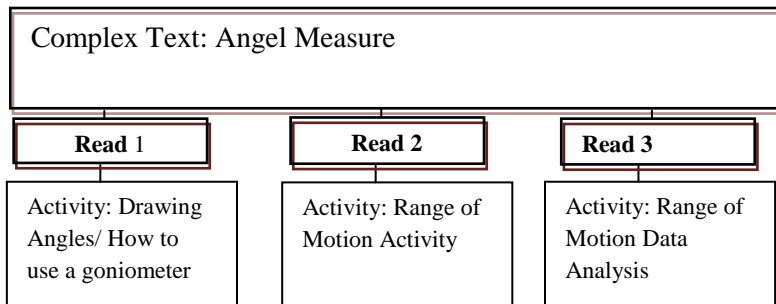 Complex Text: Angel Measure
Read 1
Read 2
Read 3
Activity: Drawing
Angles/ How to
use a goniometer
Activity: Range of
Motion Activity
Activity: Range of
Motion Data
Analysis